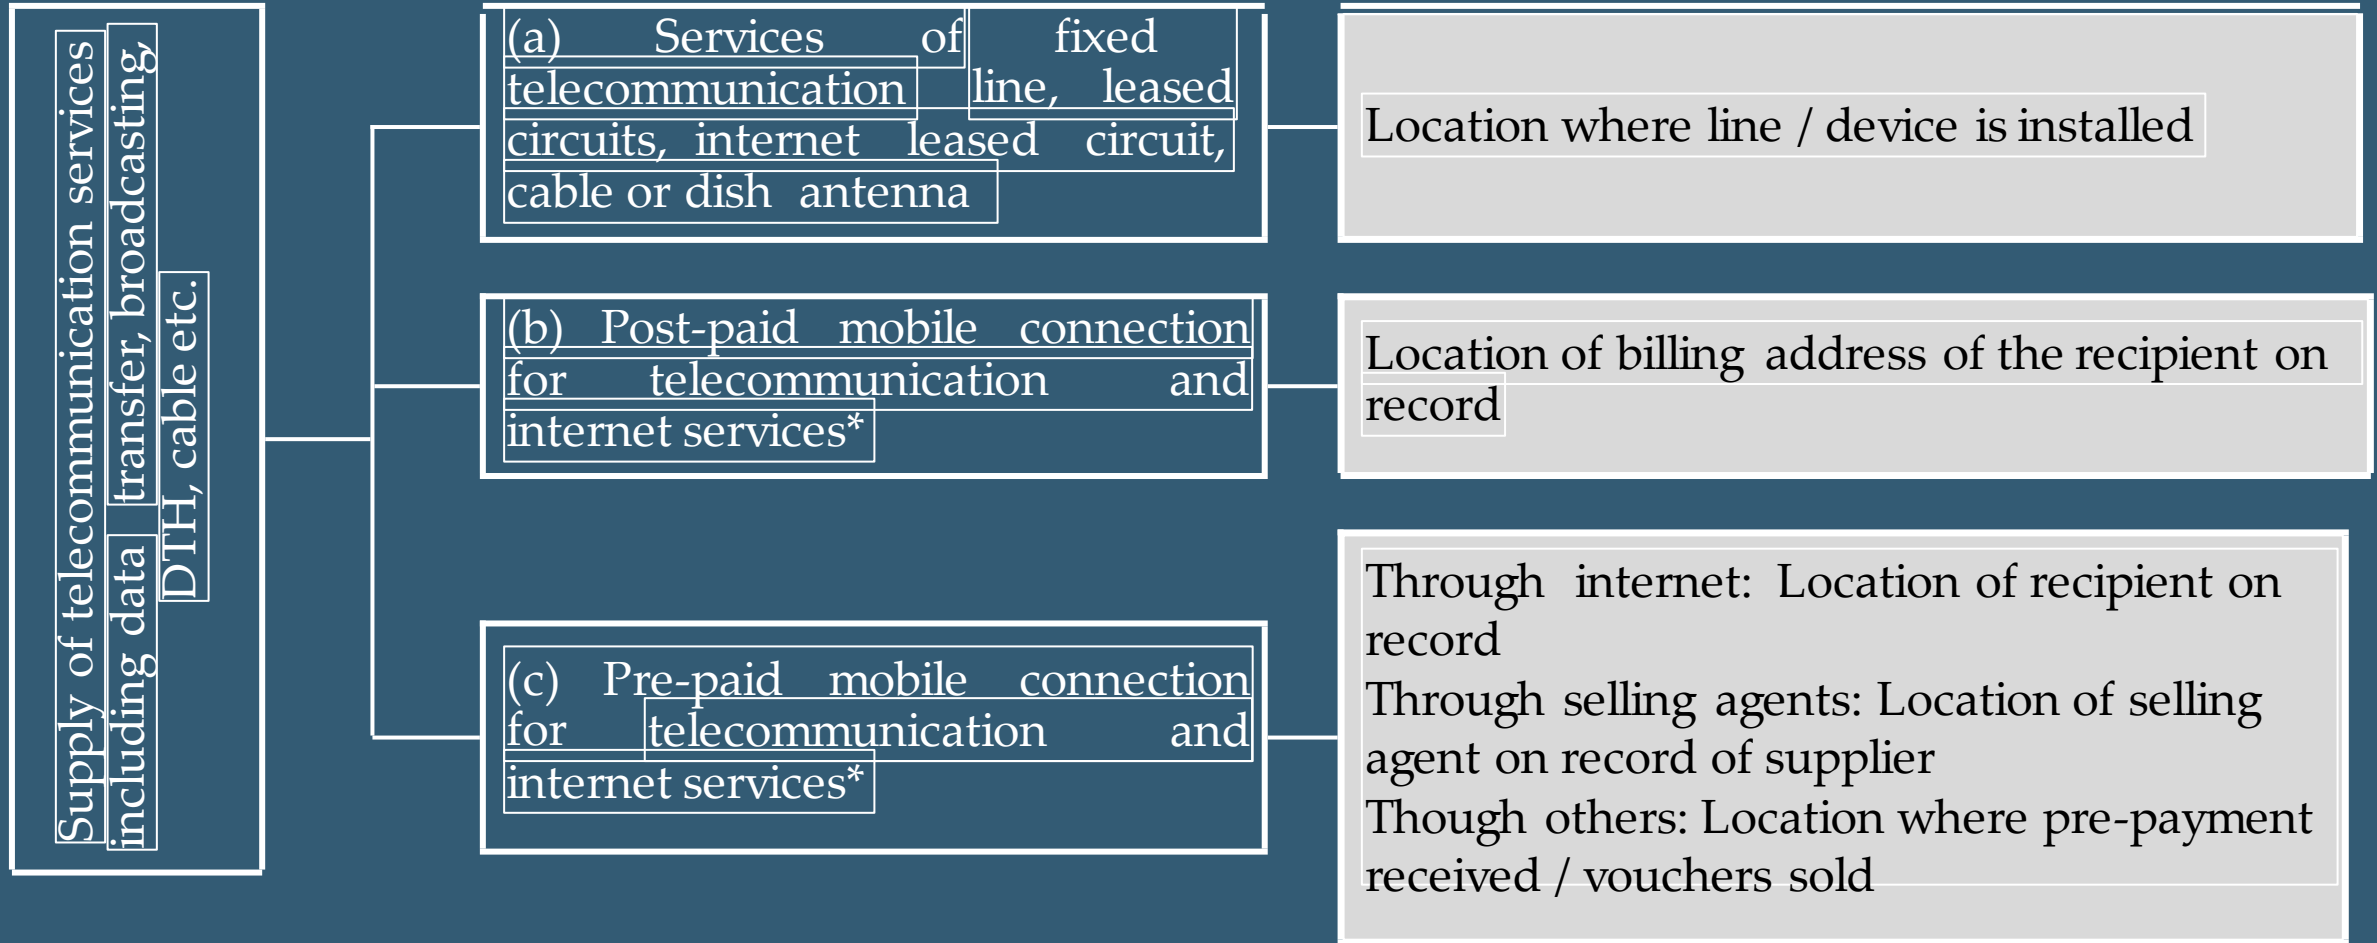 Supply of telecommunication services
including data transfer, broadcasting,
DTH, cable etc.
(a) Services of fixed
telecommunication line, leased
circuits, internet leased circuit,
cable or dish antenna
Location where line / device is installed
(b) Post-paid mobile connection
for telecommunication and
internet services*
Location of billing address of the recipient on
record
(c) Pre-paid mobile connection
for telecommunication and
internet services*
Through internet: Location of recipient on
record
Through selling agents: Location of selling
agent on record of supplier
Though others: Location where pre-payment
received / vouchers sold